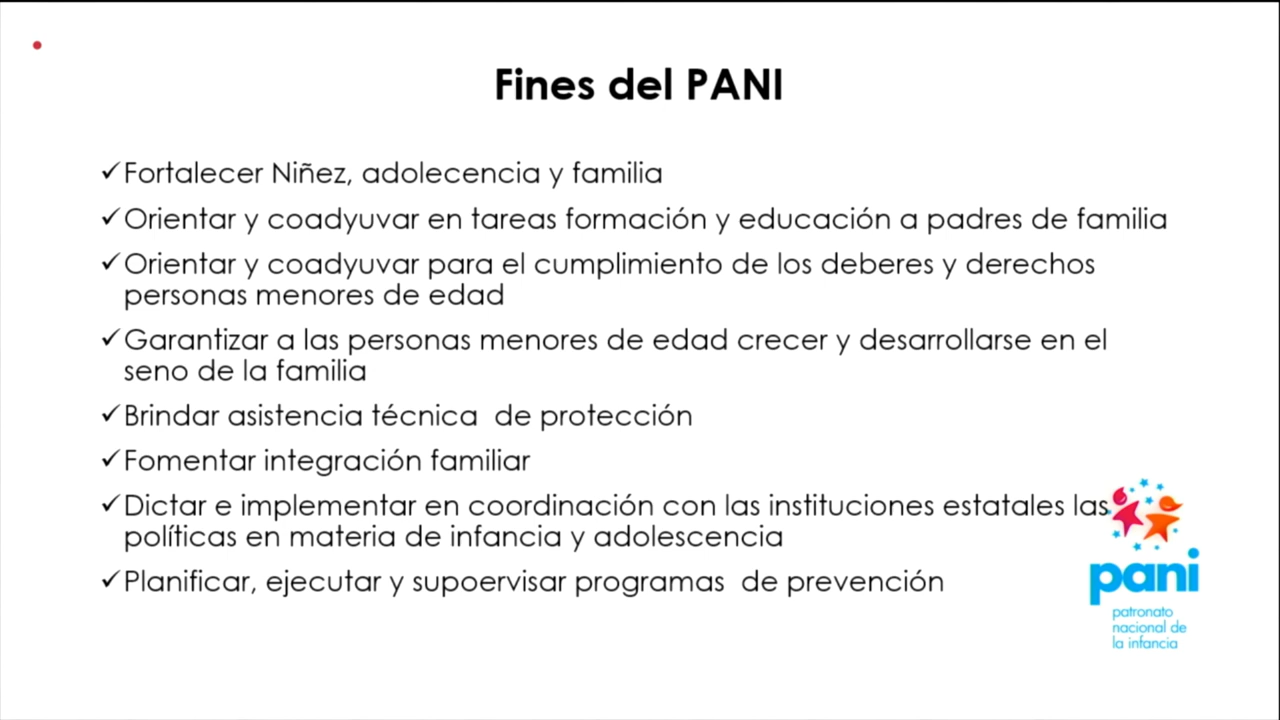 Fines del PANI
✓Fortalecer Niñez, adolecencia y familia
✓Orientar y coadyuvar en tareas formación y educación a padres de familia
✓Orientar y coadyuvar para el cumplimiento de los deberes y derechos
personas menores de edad
✓Garantizar a las personas menores de edad crecer y desarrollarse en el
seno de la familia
✓Brindar asistencia técnica  de protección
✓Fomentar integración familiar
✓Dictar e implementar en coordinación con las instituciones estatales las
políticas en materia de infancia y adolescencia
✓Planificar, ejecutar y supoervisar programas  de prevención
pani
patronato
nacional de
la infancia